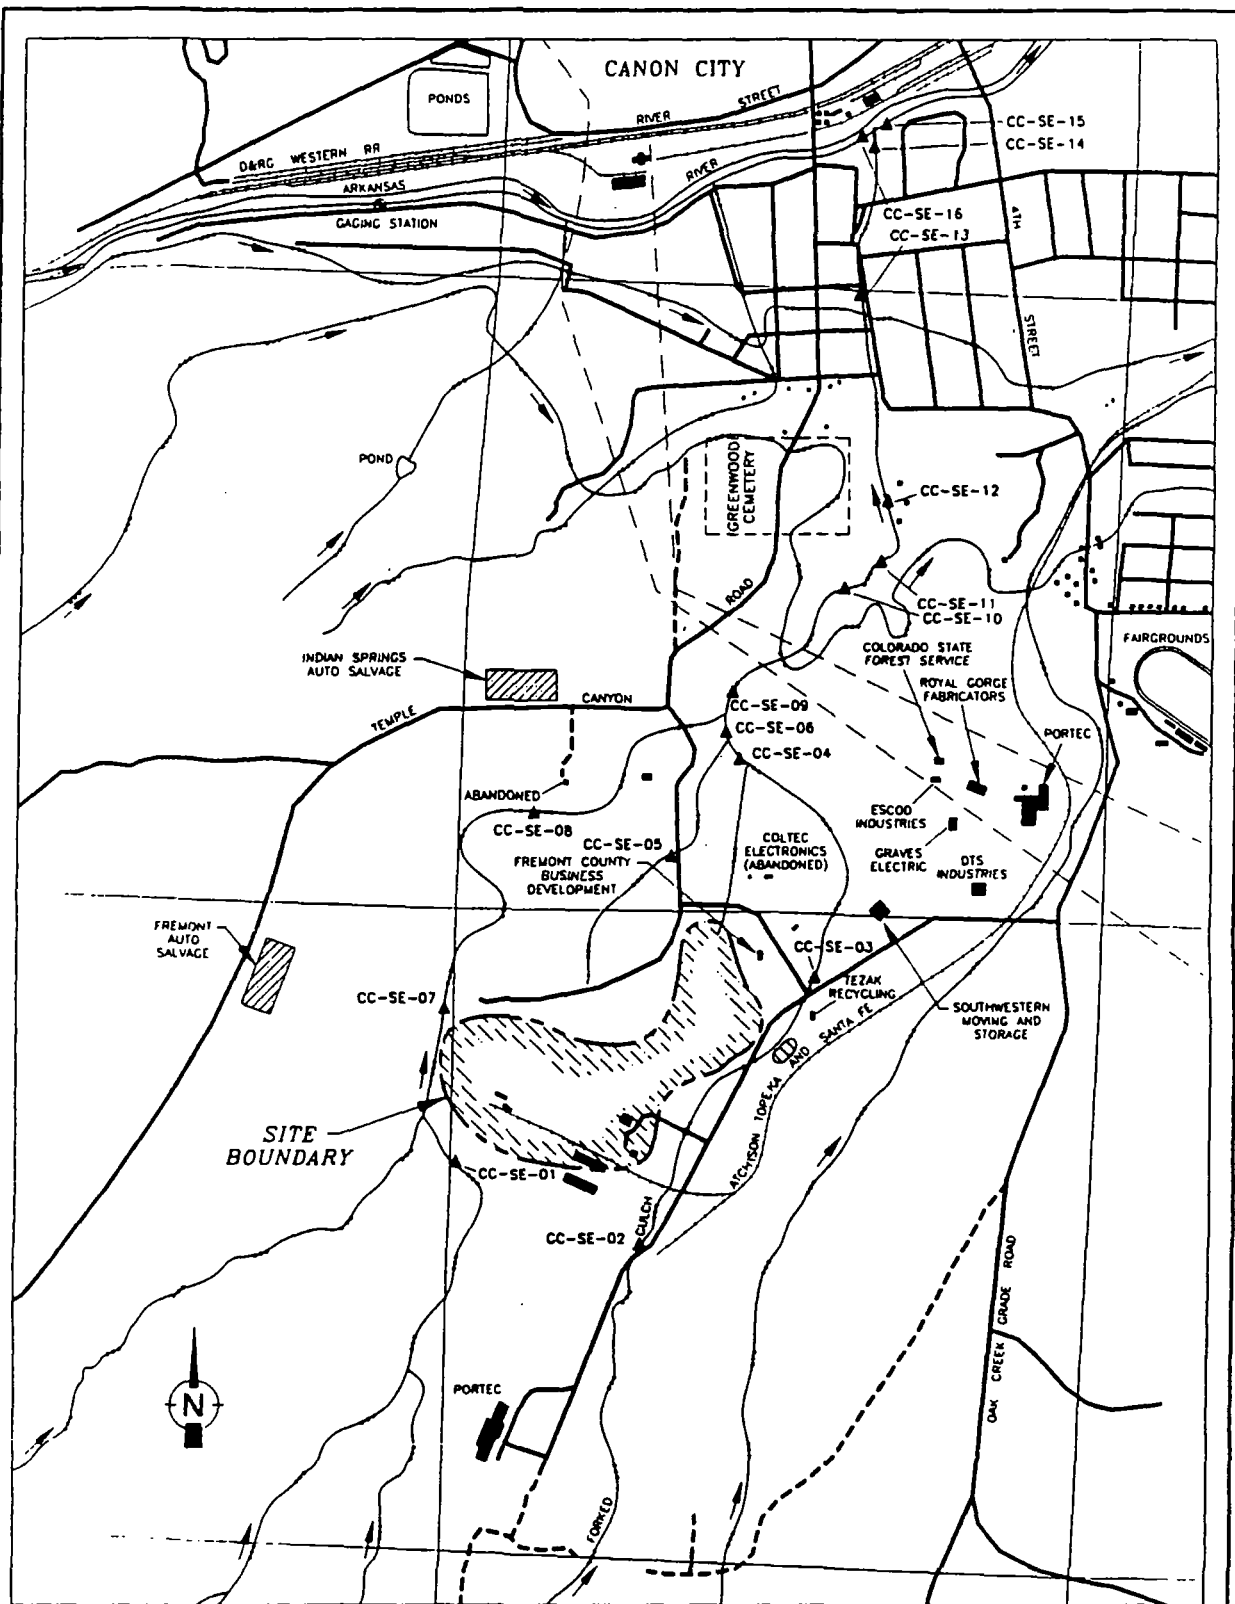 CANON CITY
PONDS
STREET
RIVER
CC-SE-15
CC-SE-14
D&RG WESTERN RR
RIVER
ARKANSAS
GAGING STATION
CC-SE-16
4TH
CC-SE-13
STREET
POND
GREENWOOD
CEMETERY
CC-SE-12
ROAD
CC-SE-11
CC-SE-10
FAIRGROUNDS
COLORADO STATE
FOREST SERVICE
INDIAN SPRINGS
AUTO SALVAGE
ROYAL GORGE
FABRICATORS
CANYON
CC-SE-09
TEMPLE
CC-SE-06
PORTEC
CC-SE-04
ABANDONED
ESCOD
INDUSTRIES
CC-SE-08
CC-SE-05
COLTEC
ELECTRONICS
(ABANDONED)
GRAVES
ELECTRIC
DTS
INDUSTRIES
FREMONT COUNTY
BUSINESS
DEVELOPMENT
FREMONT
AUTO
SALVAGE
CC-SE-03
TEZAK
RECYCLING
CC-SE-07
SOUTHWESTERN
MOVING AND
STORAGE
ATCHISON TOPEKA AND SANTA FE
SITE
BOUNDARY
CC-SE-01
GULCH
CC-SE-02
OAK CREEK GRADE ROAD
N
PORTEC
FORKED